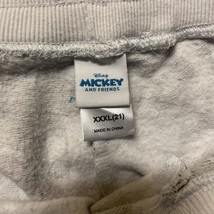 Disney
MICKEY
AND FRIENDS
XXXL(21)
MADE IN CHINA